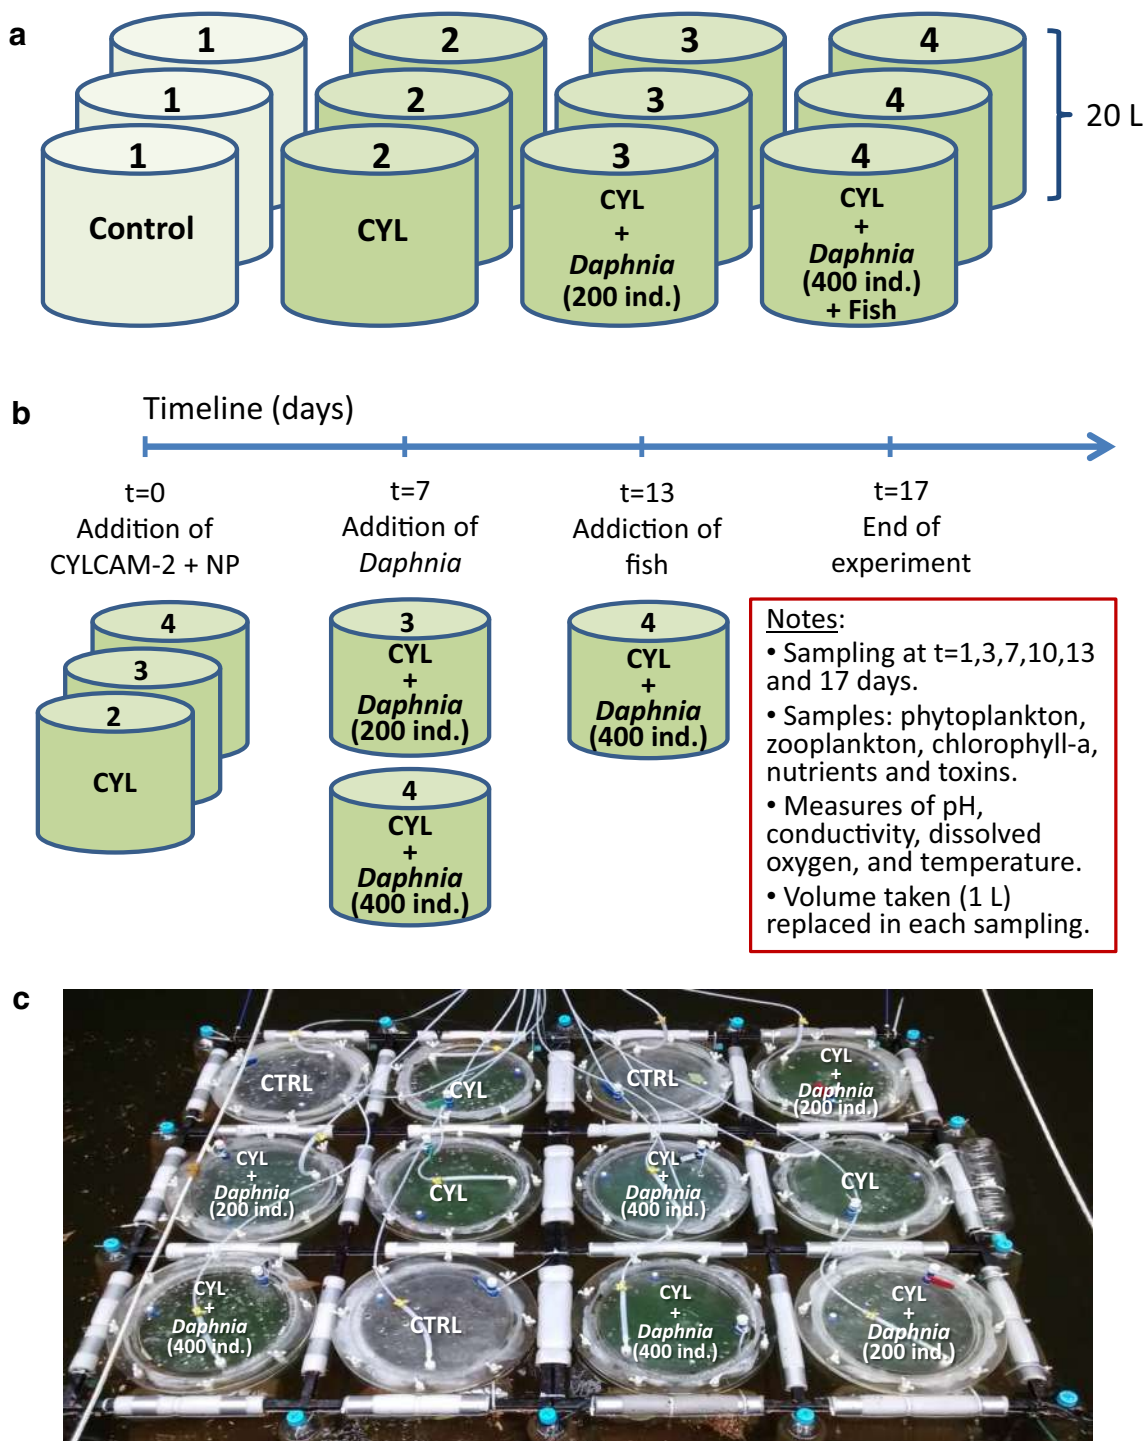 a
1 2 3 4
1 2 3 4
1 2 3 4
20 L
Control
CYL
CYL
+
Daphnia
(200 ind.)
CYL
+
Daphnia
(400 ind.)
+ Fish
b
Timeline (days)
t=0
Addition of
CYLCAM-2 + NP
t=7
Addition of
Daphnia
t=13
Addiction of
fish
t=17
End of
experiment
4
3
2
CYL
3
CYL
+
Daphnia
(200 ind.)
4
CYL
+
Daphnia
(400 ind.)
4
CYL
+
Daphnia
(400 ind.)
Notes:
• Sampling at t=1,3,7,10,13
and 17 days.
• Samples: phytoplankton,
zooplankton, chlorophyll-a,
nutrients and toxins.
• Measures of pH,
conductivity, dissolved
oxygen, and temperature.
• Volume taken (1 L)
replaced in each sampling.
c
CTRL
CYL
CTRL
CYL
+
Daphnia
(200 ind.)
CYL
+
Daphnia
(200 ind.)
CYL
CYL
+
Daphnia
(400 ind.)
CYL
CYL
+
Daphnia
(400 ind.)
CTRL
CYL
+
Daphnia
(400 ind.)
CYL
+
Daphnia
(200 ind.)